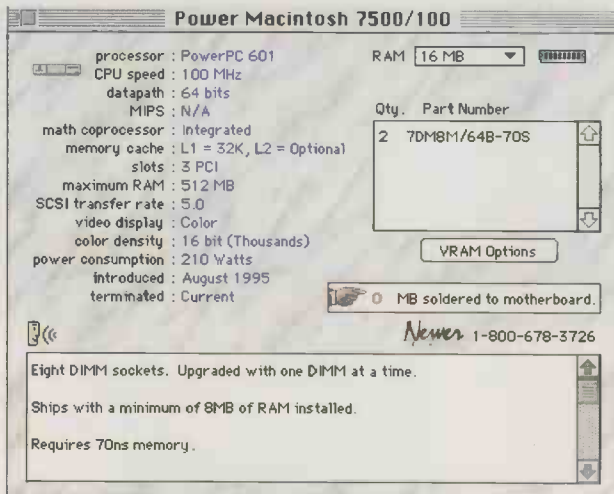 Power Macintosh 7500/100
processor : PowerPC 601
CPU speed : 100 MHz
datapath : 64 bits
MIPS : N/A
math coprocessor : Integrated
memory cache : L1 = 32K, L2 = Optional
slots : 3 PCI
maximum RAM : 512 MB
SCSI transfer rate : 5.0
video display : Color
color density : 16 bit (Thousands)
power consumption : 210 Watts
introduced : August 1995
terminated : Current
RAM 16 MB
Qty. Part Number
2 7DM8M/64B-70S
VRAM Options
0 MB soldered to motherboard.
Newer 1-800-678-3726
Eight DIMM sockets. Upgraded with one DIMM at a time.
Ships with a minimum of 8MB of RAM installed.
Requires 70ns memory.